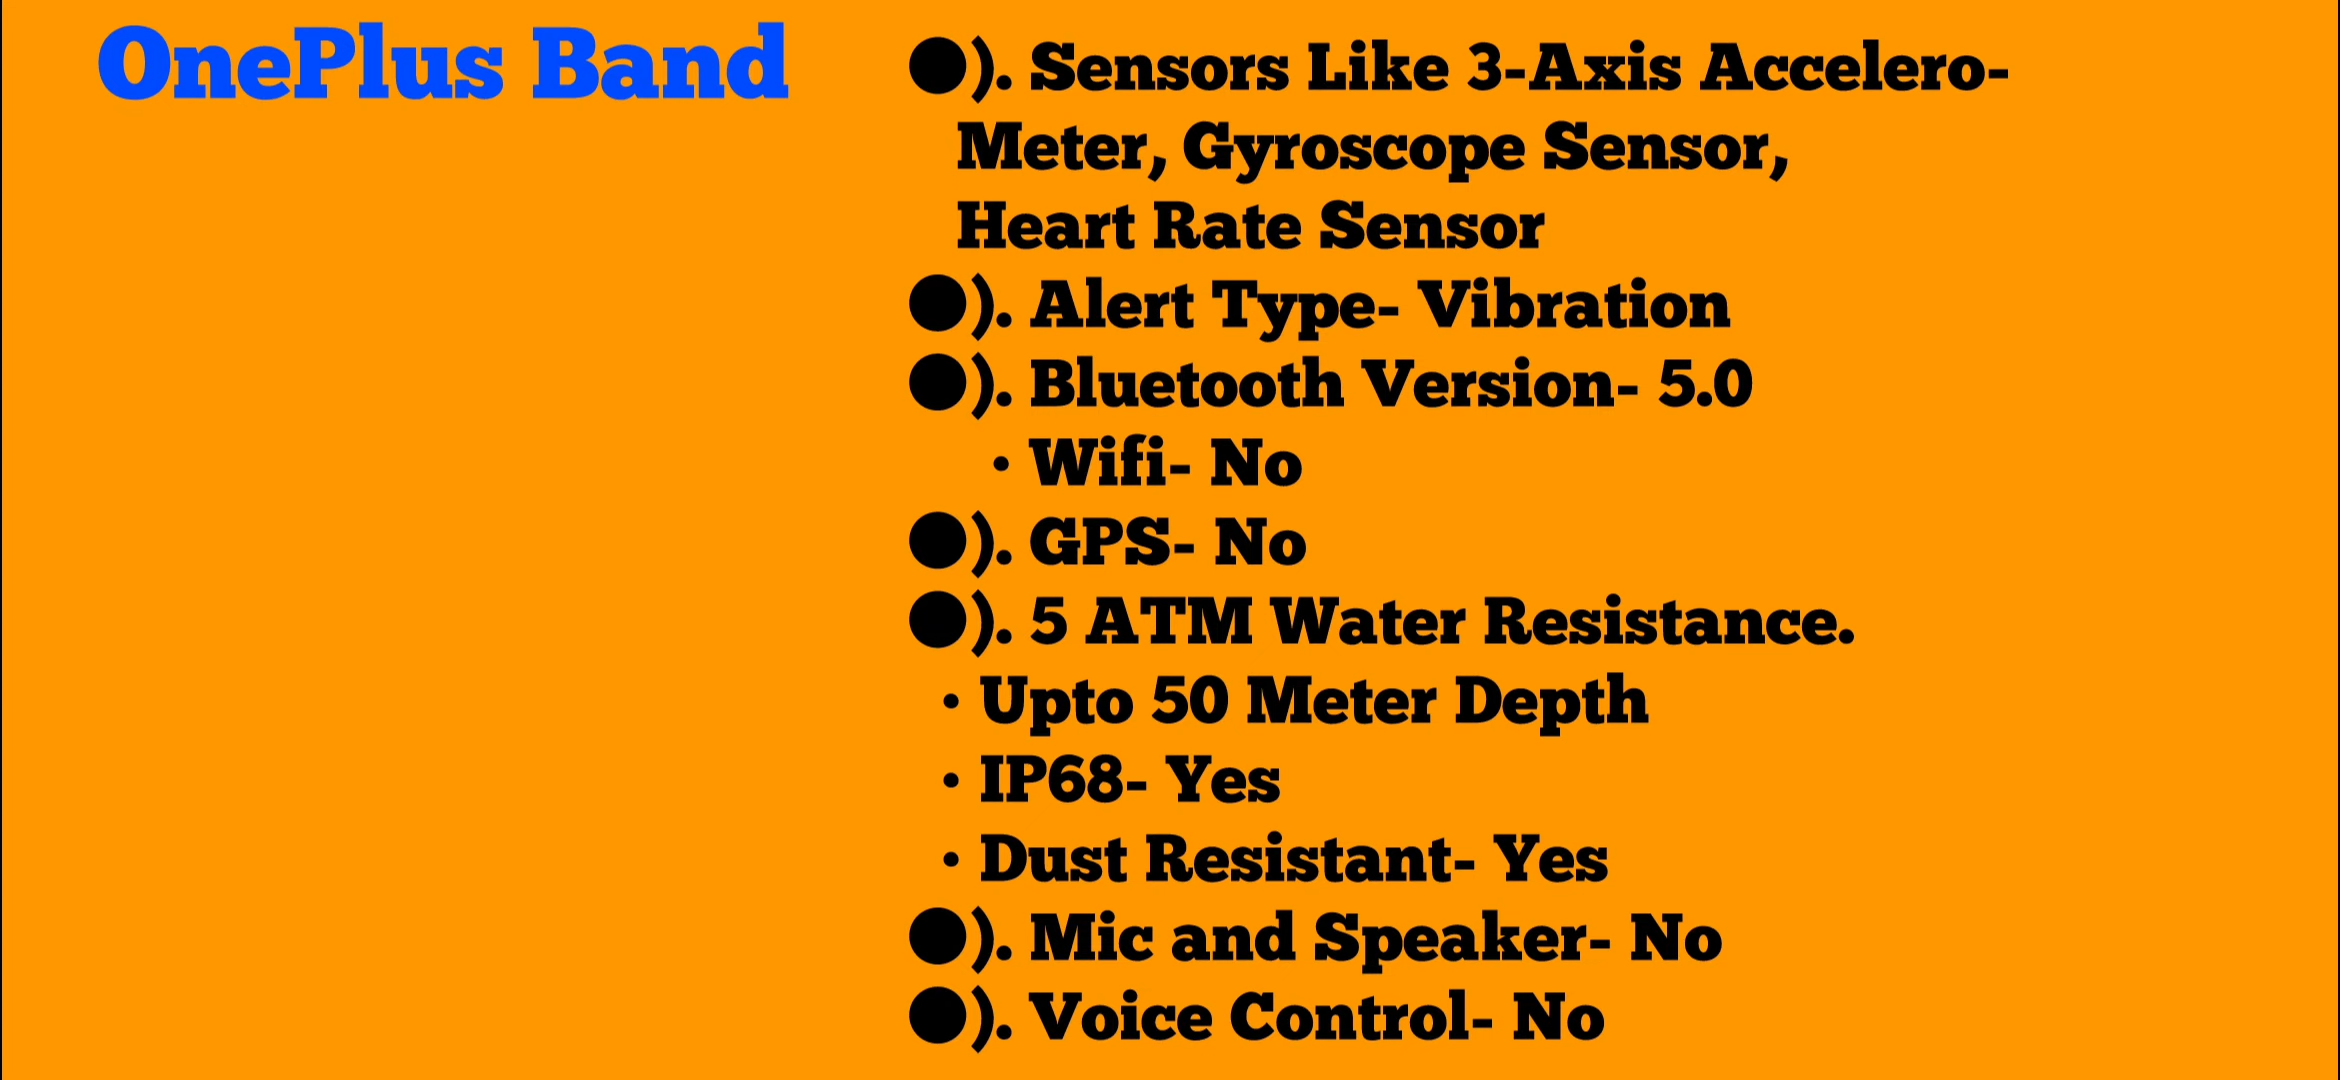 OnePlus Band
●). Sensors Like 3-Axis Accelero-
Meter, Gyroscope Sensor,
Heart Rate Sensor
●). Alert Type- Vibration
●). Bluetooth Version- 5.0
• Wifi- No
●). GPS- No
●). 5 ATM Water Resistance.
• Upto 50 Meter Depth
• IP68- Yes
• Dust Resistant- Yes
●). Mic and Speaker- No
●). Voice Control- No